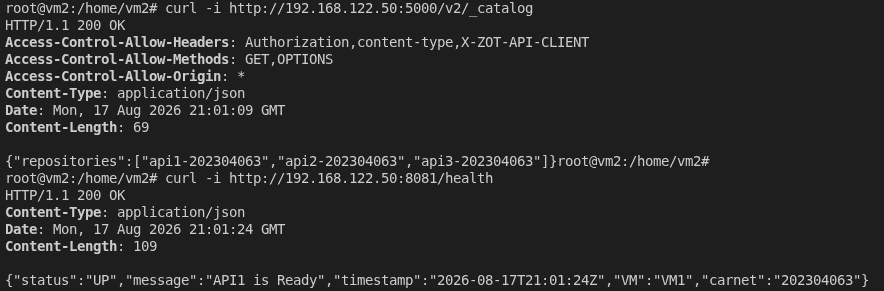 root@vm2:/home/vm2# curl -i http://192.168.122.50:5000/v2/_catalog
HTTP/1.1 200 OK
Access-Control-Allow-Headers: Authorization,content-type,X-ZOT-API-CLIENT
Access-Control-Allow-Methods: GET,OPTIONS
Access-Control-Allow-Origin: *
Content-Type: application/json
Date: Mon, 17 Aug 2026 21:01:09 GMT
Content-Length: 69

{"repositories":["api1-202304063","api2-202304063","api3-202304063"]}root@vm2:/home/vm2#
root@vm2:/home/vm2# curl -i http://192.168.122.50:8081/health
HTTP/1.1 200 OK
Content-Type: application/json
Date: Mon, 17 Aug 2026 21:01:24 GMT
Content-Length: 109

{"status":"UP","message":"API1 is Ready","timestamp":"2026-08-17T21:01:24Z","VM":"VM1","carnet":"202304063"}